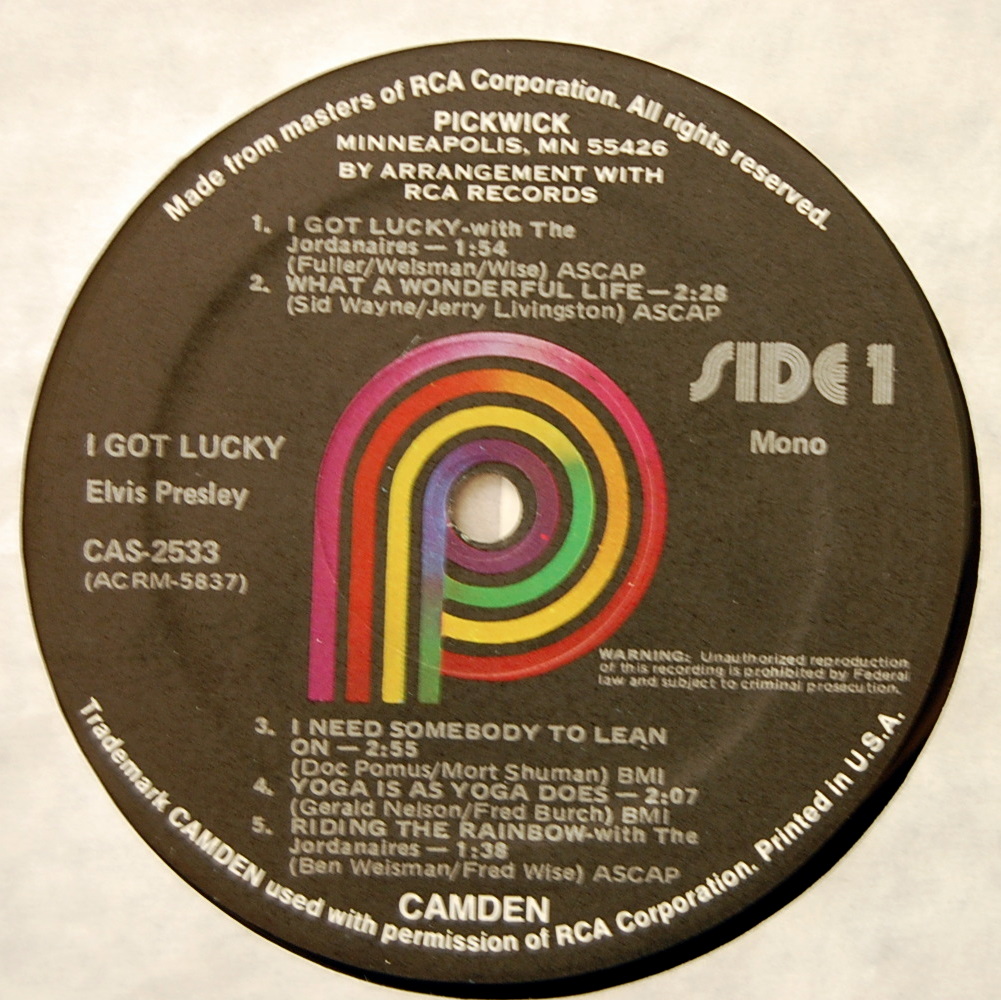 Made from masters of RCA Corporation. All rights reserved.
PICKWICK
MINNEAPOLIS, MN 55426
BY ARRANGEMENT WITH
RCA RECORDS
1. I GOT LUCKY-with The
Jordanaires — 1:54
(Fuller/Weisman/Wise) ASCAP
2. WHAT A WONDERFUL LIFE — 2:28
(Sid Wayne/Jerry Livingston) ASCAP
SIDE 1
Mono
I GOT LUCKY
Elvis Presley
CAS-2533
(ACRM-5837)
WARNING: Unauthorized reproduction
of this recording is prohibited by Federal
law and subject to criminal prosecution.
3. I NEED SOMEBODY TO LEAN
ON — 2:55
(Doc Pomus/Mort Shuman) BMI
4. YOGA IS AS YOGA DOES — 2:07
(Gerald Nelson/Fred Burch) BMI
5. RIDING THE RAINBOW-with The
Jordanaires — 1:38
(Ben Weisman/Fred Wise) ASCAP
CAMDEN
Trademark CAMDEN used with permission of RCA Corporation. Printed in U.S.A.